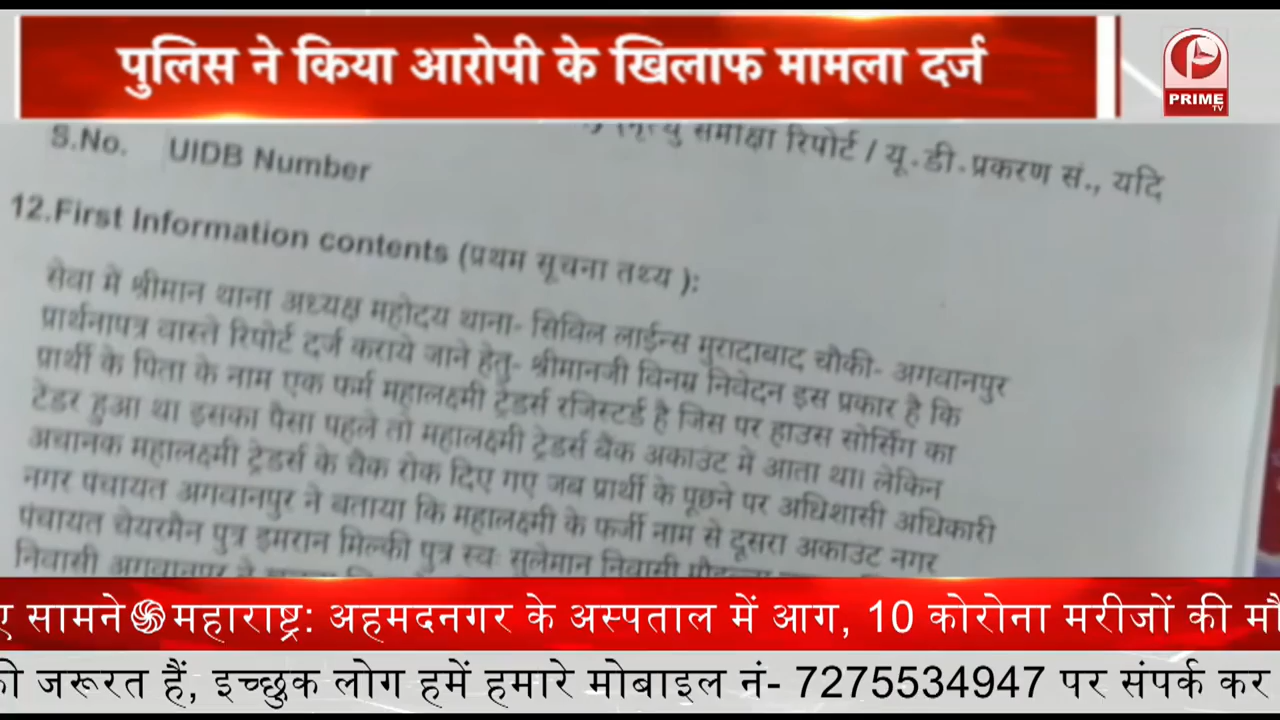 पुलिस ने किया आरोपी के खिलाफ मामला दर्ज
PRIME TV
(मृत्यु समीक्षा रिपोर्ट / यू.डी.प्रकरण सं., यदि
S.No. UIDB Number
12.First Information contents (प्रथम सूचना तथ्य ):
सेवा में श्रीमान थाना अध्यक्ष महोदय थाना- सिविल लाईन्स मुरादाबाद चौकी- अगवानपुर
प्रार्थनापत्र वास्ते रिपोर्ट दर्ज कराये जाने हेतु- श्रीमानजी विनम्र निवेदन इस प्रकार है कि
प्रार्थी के पिता के नाम एक फर्म महालक्ष्मी ट्रेडर्स रजिस्टर्ड है जिस पर हाउस सोर्सिंग का
टेडर हुआ था इसका पैसा पहले तो महालक्ष्मी ट्रेडर्स बैंक अकाउंट मे आता था। लेकिन
अचानक महालक्ष्मी ट्रेडर्स के चैक रोक दिए गए जब प्रार्थी के पूछने पर अधिशासी अधिकारी
नगर पंचायत अगवानपुर ने बताया कि महालक्ष्मी के फर्जी नाम से दूसरा अकाउंट नगर
पंचायत चेयरमैन पुत्र इमरान मिल्की पुत्र स्वः सुलेमान निवासी
निवासी अगवानपुर ने
सामने महाराष्ट्र: अहमदनगर के अस्पताल में आग, 10 कोरोना मरीजों की मौ
की जरूरत हैं, इच्छुक लोग हमें हमारे मोबाइल नं- 7275534947 पर संपर्क कर